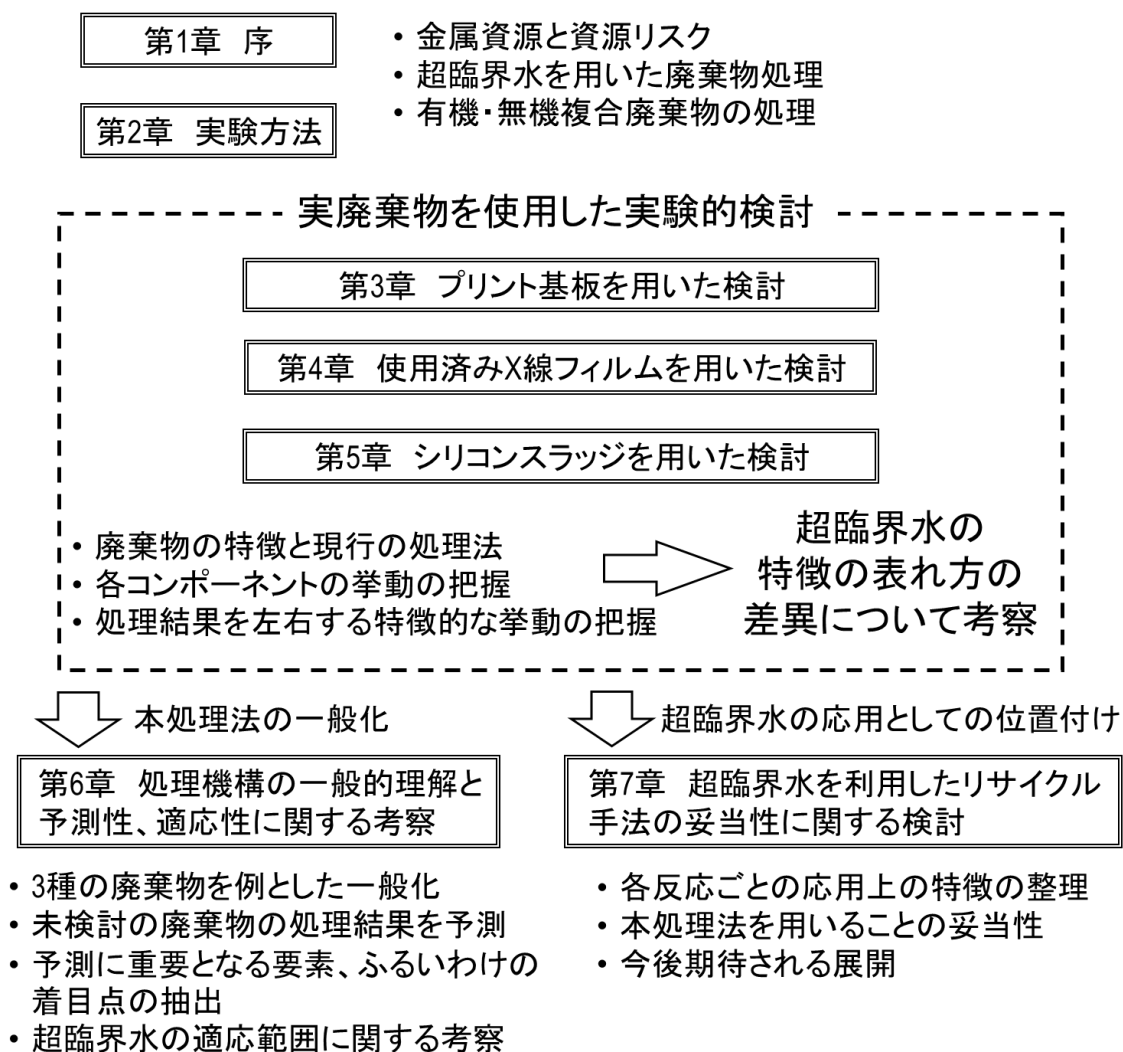 第1章 序
第2章 実験方法
・金属資源と資源リスク
・超臨界水を用いた廃棄物処理
・有機・無機複合廃棄物の処理
実廃棄物を使用した実験的検討
第3章 プリント基板を用いた検討
第4章 使用済みX線フィルムを用いた検討
第5章 シリコンスラッジを用いた検討
・廃棄物の特徴と現行の処理法
・各コンポーネントの挙動の把握
・処理結果を左右する特徴的な挙動の把握
超臨界水の
特徴の表れ方の
差異について考察
本処理法の一般化
第6章 処理機構の一般的理解と
予測性、適応性に関する考察
・3種の廃棄物を例とした一般化
・未検討の廃棄物の処理結果を予測
・予測に重要となる要素、ふるいわけの
着目点の抽出
・超臨界水の適応範囲に関する考察
超臨界水の応用としての位置付け
第7章 超臨界水を利用したリサイクル
手法の妥当性に関する検討
・各反応ごとの応用上の特徴の整理
・本処理法を用いることの妥当性
・今後期待される展開